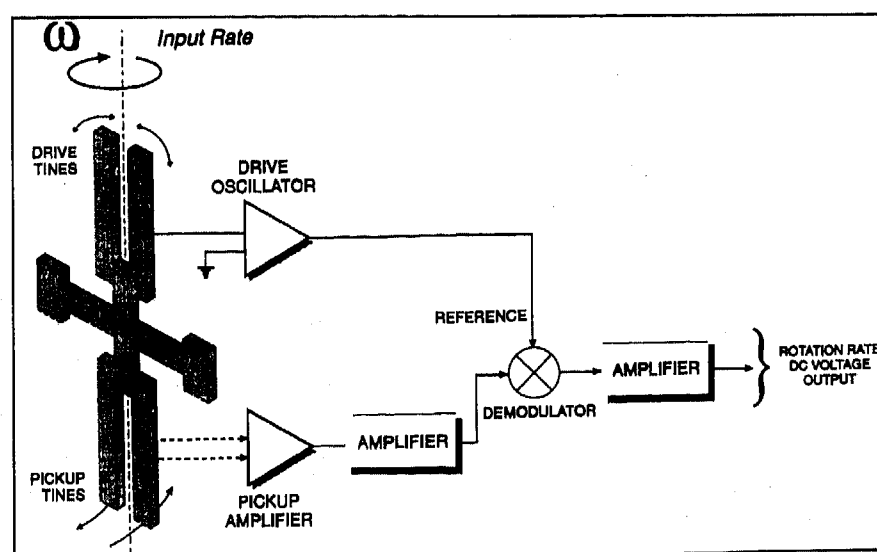 ω Input Rate
DRIVE
TINES
DRIVE
OSCILLATOR
REFERENCE
AMPLIFIER
ROTATION RATE
DC VOLTAGE
OUTPUT
DEMODULATOR
AMPLIFIER
PICKUP
TINES
PICKUP
AMPLIFIER